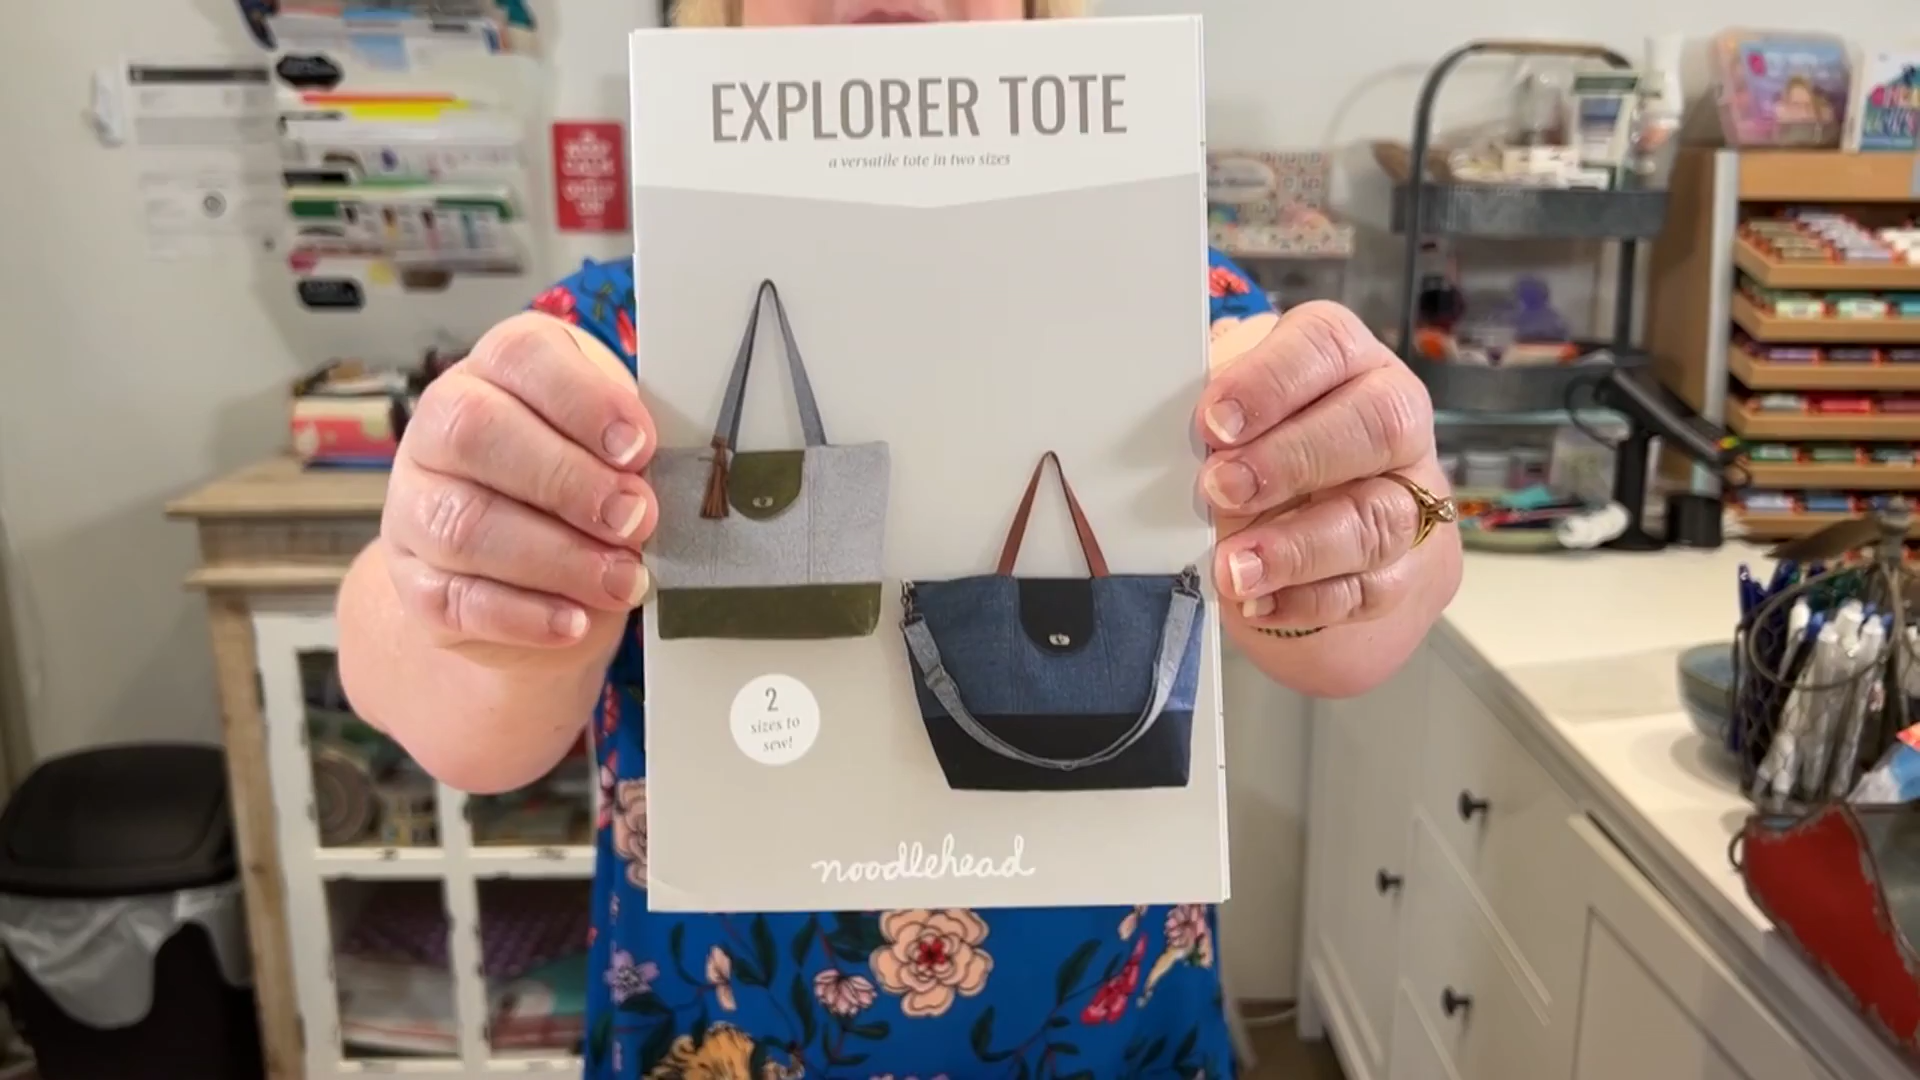 EXPLORER TOTE
a versatile tote in two sizes
2
sizes to
sew!
noodlehead